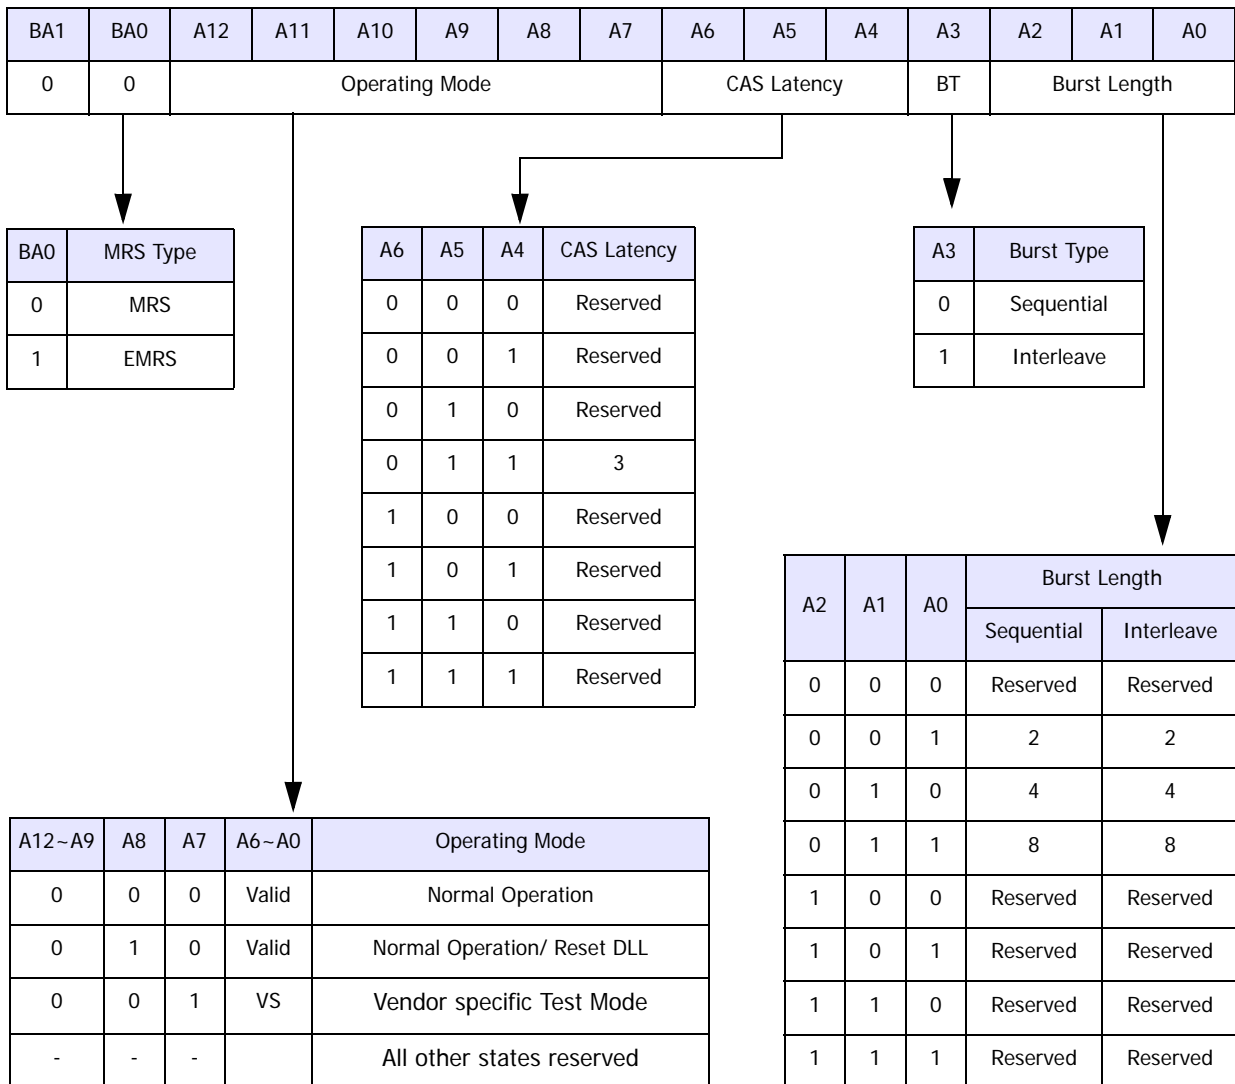 BA1 BA0 A12 A11 A10 A9 A8 A7 A6 A5 A4 A3 A2 A1 A0
0 0 Operating Mode CAS Latency BT Burst Length
BA0 MRS Type
0 MRS
1 EMRS
A6 A5 A4 CAS Latency
0 0 0 Reserved
0 0 1 Reserved
0 1 0 Reserved
0 1 1 3
1 0 0 Reserved
1 0 1 Reserved
1 1 0 Reserved
1 1 1 Reserved
A3 Burst Type
0 Sequential
1 Interleave
A2 A1 A0 Burst Length
Sequential Interleave
0 0 0 Reserved Reserved
0 0 1 2 2
0 1 0 4 4
0 1 1 8 8
1 0 0 Reserved Reserved
1 0 1 Reserved Reserved
1 1 0 Reserved Reserved
1 1 1 Reserved Reserved
A12~A9 A8 A7 A6~A0 Operating Mode
0 0 0 Valid Normal Operation
0 1 0 Valid Normal Operation/ Reset DLL
0 0 1 VS Vendor specific Test Mode
- - - All other states reserved